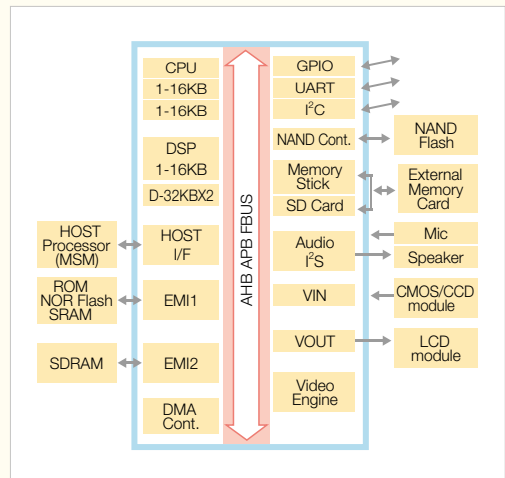 CPU
1-16KB
1-16KB
DSP
1-16KB
D-32KBX2
HOST
Processor
(MSM)
HOST
I/F
ROM
NOR Flash
SRAM
EMI1
SDRAM
EMI2
DMA
Cont.
AHB APB FBUS
GPIO
UART
I²C
NAND Cont.
NAND
Flash
Memory
Stick
SD Card
External
Memory
Card
Audio
I²S
Mic
Speaker
VIN
CMOS/CCD
module
VOUT
LCD
module
Video
Engine